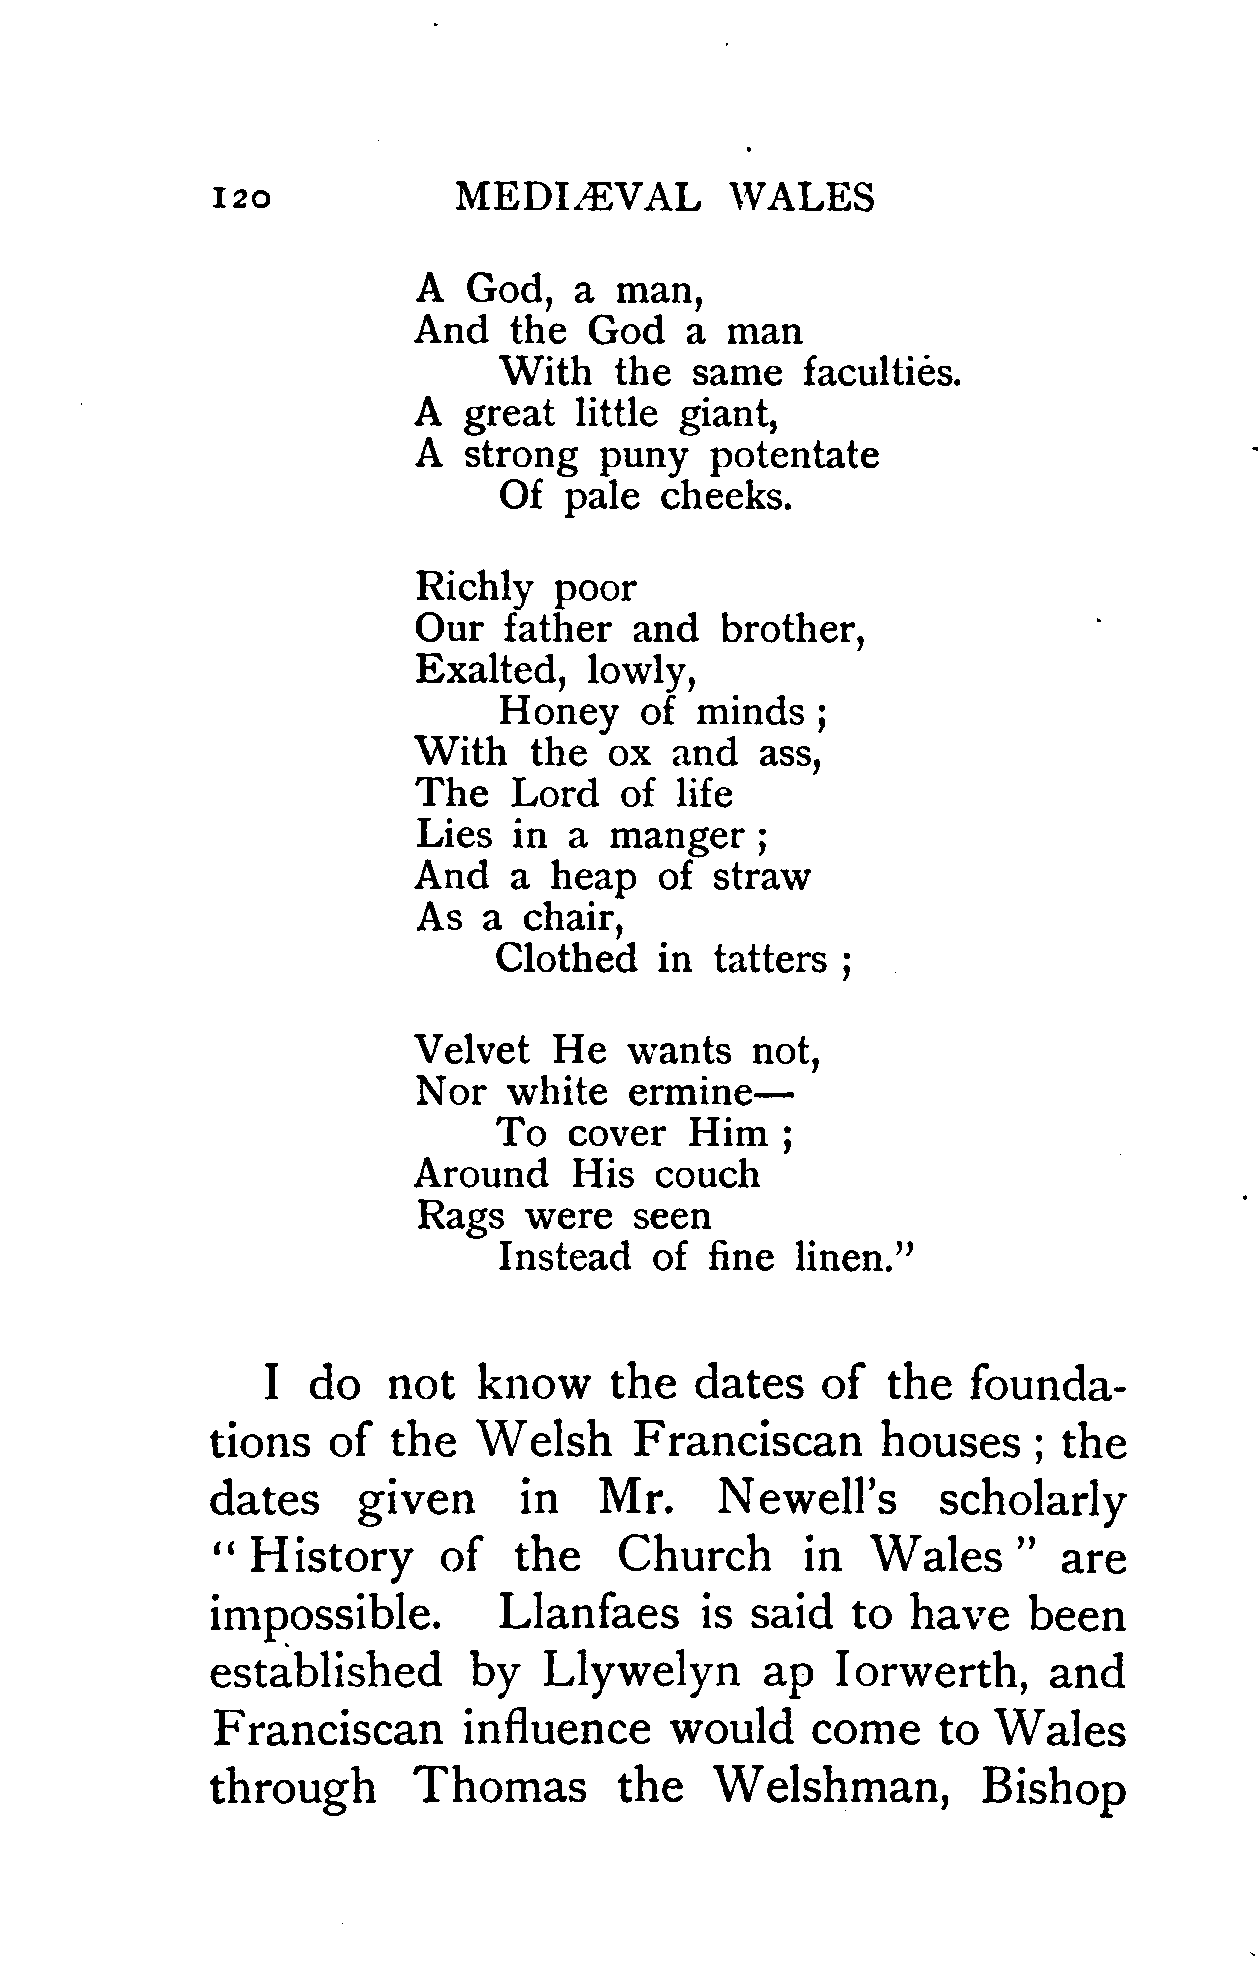 120 MEDIÆVAL WALES
A God, a man,
And the God a man
With the same faculties.
A great little giant,
A strong puny potentate
Of pale cheeks.
Richly poor
Our father and brother,
Exalted, lowly,
Honey of minds ;
With the ox and ass,
The Lord of life
Lies in a manger ;
And a heap of straw
As a chair,
Clothed in tatters ;
Velvet He wants not,
Nor white ermine—
To cover Him ;
Around His couch
Rags were seen
Instead of fine linen.”
I do not know the dates of the founda-
tions of the Welsh Franciscan houses ; the
dates given in Mr. Newell’s scholarly
“ History of the Church in Wales ” are
impossible. Llanfaes is said to have been
established by Llywelyn ap Iorwerth, and
Franciscan influence would come to Wales
through Thomas the Welshman, Bishop